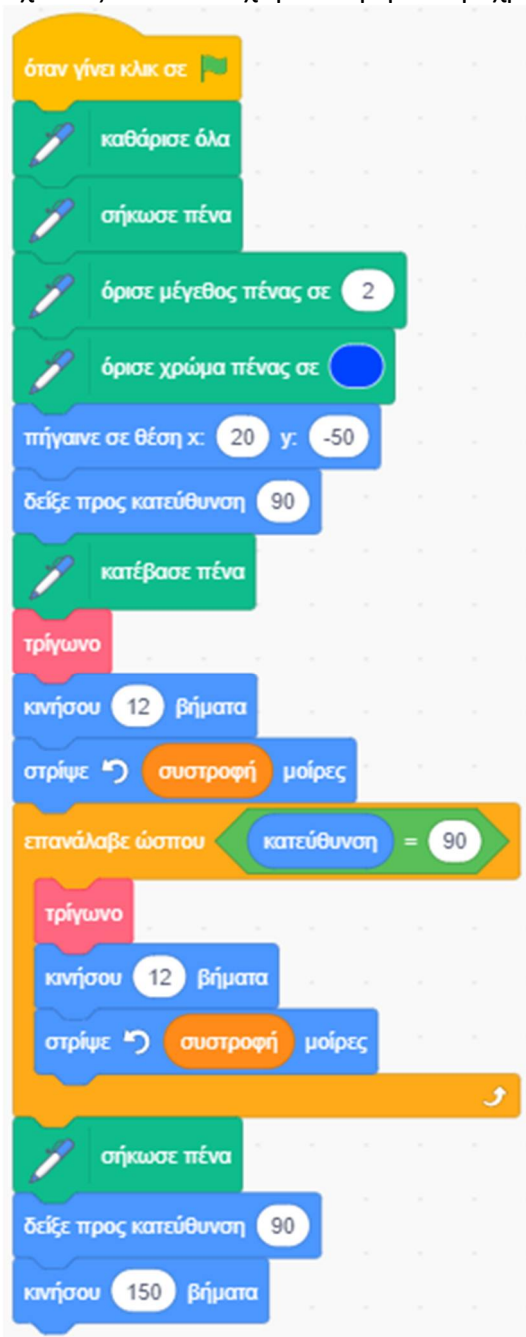 όταν γίνει κλικ σε
καθάρισε όλα
σήκωσε πένα
όρισε μέγεθος πένας σε 2
όρισε χρώμα πένας σε
πήγαινε σε θέση x: 20 y: -50
δείξε προς κατεύθυνση 90
κατέβασε πένα
τρίγωνο
κινήσου 12 βήματα
στρίψε συστροφή μοίρες
επανάλαβε ώσπου κατεύθυνση = 90
τρίγωνο
κινήσου 12 βήματα
στρίψε συστροφή μοίρες
σήκωσε πένα
δείξε προς κατεύθυνση 90
κινήσου 150 βήματα